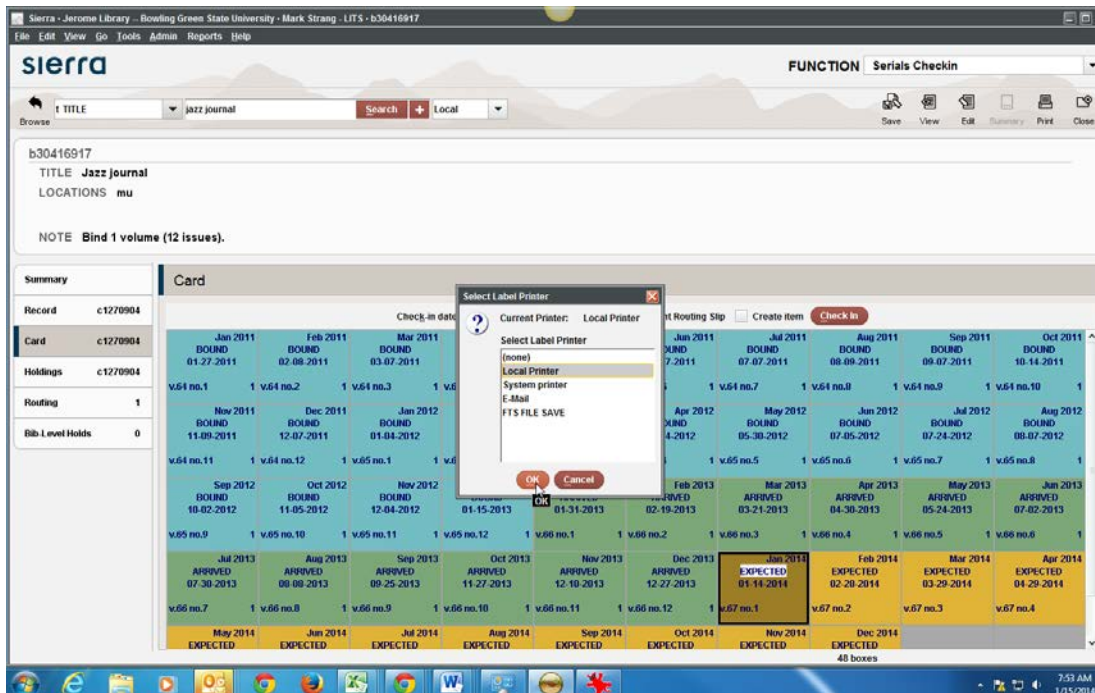 Sierra · Jerome Library -- Bowling Green State University · Mark Strang - LITS · b30416917
File Edit View Go Tools Admin Reports Help
sierra
FUNCTION Serials Checkin
Browse
t TITLE jazz journal Search + Local
Save View Edit Summary Print Close
b30416917
TITLE Jazz journal
LOCATIONS mu
NOTE Bind 1 volume (12 issues).
Summary
Record c1270904
Card c1270904
Holdings c1270904
Routing 1
Bib-Level Holds 0
Card
Check-in date
Routing Slip Create item Check In
Select Label Printer
Current Printer: Local Printer
Select Label Printer
(none)
Local Printer
System printer
E-Mail
FTS FILE SAVE
OK Cancel
OK
Jan 2011 Feb 2011 Mar 2011 Jun 2011 Jul 2011 Aug 2011 Sep 2011 Oct 2011
BOUND BOUND BOUND BOUND BOUND BOUND BOUND
01-27-2011 02-08-2011 03-07-2011 07-07-2011 08-09-2011 09-07-2011 10-14-2011
v.64 no.1 1 v.64 no.2 1 v.64 no.3 1 1 v.64 no.7 1 v.64 no.8 1 v.64 no.9 1 v.64 no.10 1
Nov 2011 Dec 2011 Jan 2012 Apr 2012 May 2012 Jun 2012 Jul 2012 Aug 2012
BOUND BOUND BOUND BOUND BOUND BOUND BOUND
11-09-2011 12-07-2011 01-04-2012 05-30-2012 07-05-2012 07-24-2012 08-07-2012
v.64 no.11 1 v.64 no.12 1 v.65 no.1 1 1 v.65 no.5 1 v.65 no.6 1 v.65 no.7 1 v.65 no.8 1
Sep 2012 Oct 2012 Nov 2012 Feb 2013 Mar 2013 Apr 2013 May 2013 Jun 2013
BOUND BOUND BOUND ARRIVED ARRIVED ARRIVED ARRIVED
10-02-2012 11-05-2012 12-04-2012 01-15-2013 01-31-2013 02-19-2013 03-21-2013 04-30-2013 05-24-2013 07-02-2013
v.65 no.9 1 v.65 no.10 1 v.65 no.11 1 v.65 no.12 1 v.66 no.1 1 v.66 no.2 1 v.66 no.3 1 v.66 no.4 1 v.66 no.5 1 v.66 no.6 1
Jul 2013 Aug 2013 Sep 2013 Oct 2013 Nov 2013 Dec 2013 Jan 2014 Feb 2014 Mar 2014 Apr 2014
ARRIVED ARRIVED ARRIVED ARRIVED ARRIVED ARRIVED EXPECTED EXPECTED EXPECTED EXPECTED
07-30-2013 08-08-2013 09-25-2013 11-27-2013 12-10-2013 12-27-2013 01-14-2014 02-28-2014 03-29-2014 04-29-2014
v.66 no.7 1 v.66 no.8 1 v.66 no.9 1 v.66 no.10 1 v.66 no.11 1 v.66 no.12 1 v.67 no.1 v.67 no.2 v.67 no.3 v.67 no.4
May 2014 Jun 2014 Jul 2014 Aug 2014 Sep 2014 Oct 2014 Nov 2014 Dec 2014
EXPECTED EXPECTED EXPECTED EXPECTED EXPECTED EXPECTED EXPECTED EXPECTED
48 boxes
7:53 AM
1/15/2014